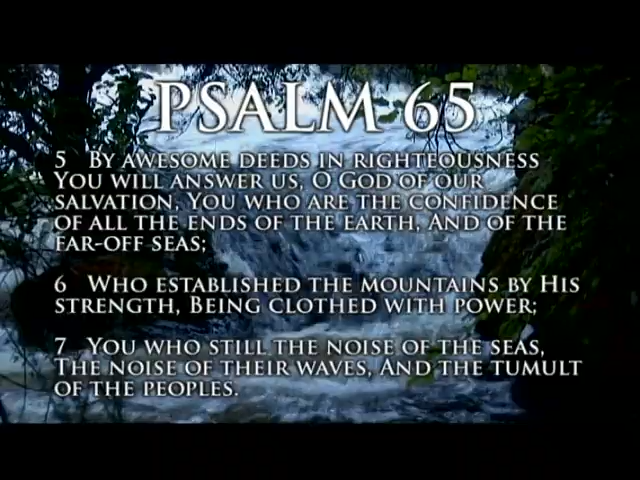 PSALM 65
5 BY AWESOME DEEDS IN RIGHTEOUSNESS
YOU WILL ANSWER US, O GOD OF OUR
SALVATION, YOU WHO ARE THE CONFIDENCE
OF ALL THE ENDS OF THE EARTH, AND OF THE
FAR-OFF SEAS;
6 WHO ESTABLISHED THE MOUNTAINS BY HIS
STRENGTH, BEING CLOTHED WITH POWER;
7 YOU WHO STILL THE NOISE OF THE SEAS,
THE NOISE OF THEIR WAVES, AND THE TUMULT
OF THE PEOPLES.